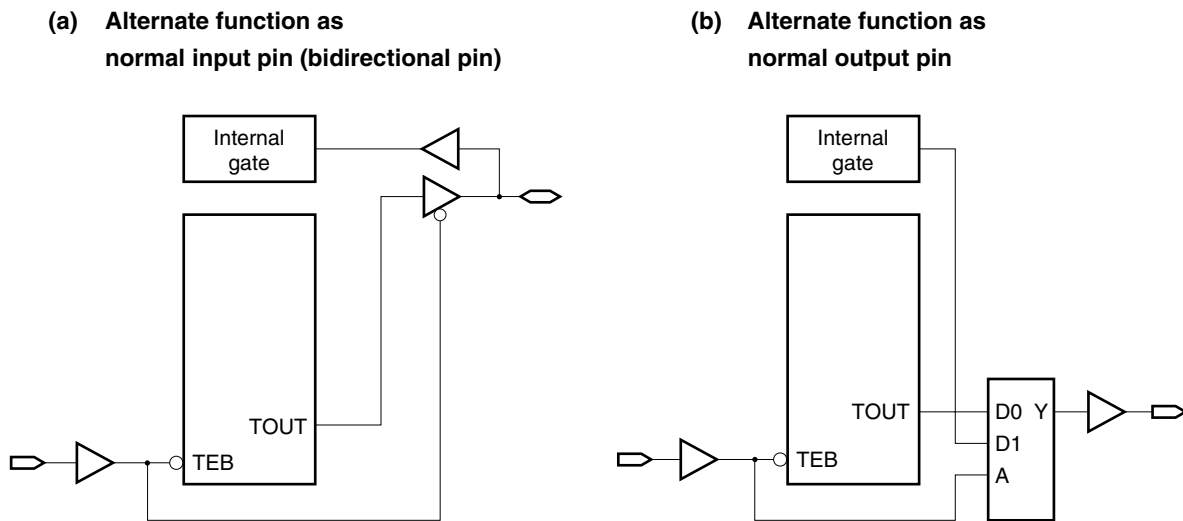 (a) Alternate function as
normal input pin (bidirectional pin)
Internal
gate
TOUT
TEB
(b) Alternate function as
normal output pin
Internal
gate
TOUT
TEB
D0 Y
D1
A